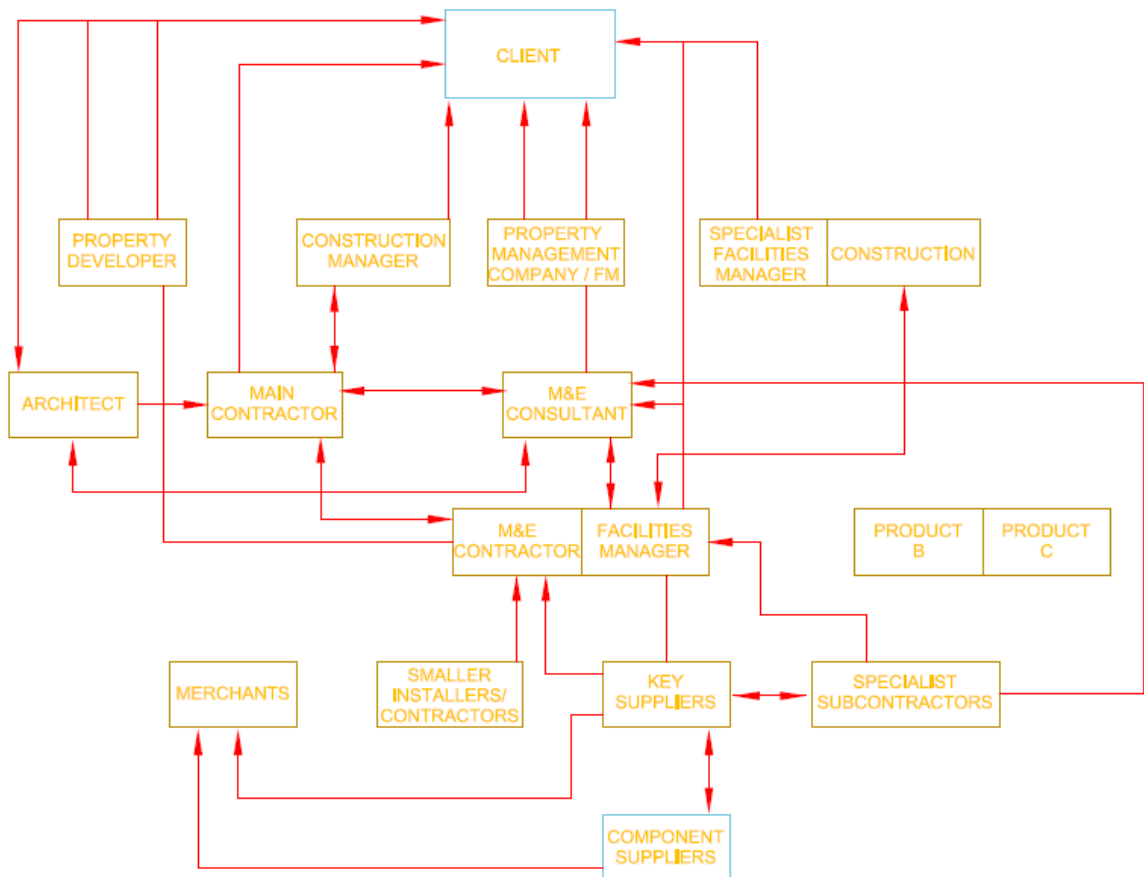 CLIENT
PROPERTY
DEVELOPER
CONSTRUCTION
MANAGER
PROPERTY
MANAGEMENT
COMPANY / FM
SPECIALIST
FACILITIES
MANAGER
CONSTRUCTION
ARCHITECT
MAIN
CONTRACTOR
M&E
CONSULTANT
M&E
CONTRACTOR
FACILITIES
MANAGER
PRODUCT
B
PRODUCT
C
MERCHANTS
SMALLER
INSTALLERS/
CONTRACTORS
KEY
SUPPLIERS
SPECIALIST
SUBCONTRACTORS
COMPONENT
SUPPLIERS